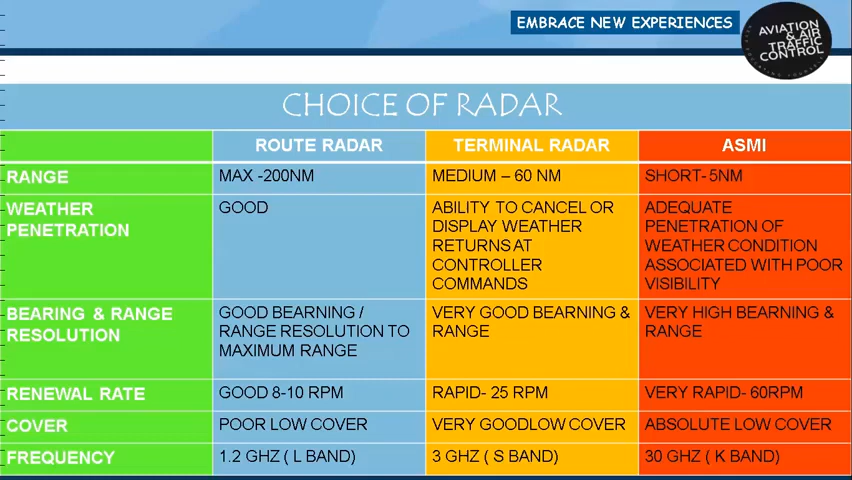 EMBRACE NEW EXPERIENCES
AVIATION
& AIR
TRAFFIC
CONTROL
CHOICE OF RADAR
ROUTE RADAR TERMINAL RADAR ASMI
RANGE MAX -200NM MEDIUM – 60 NM SHORT- 5NM
WEATHER
PENETRATION
GOOD
ABILITY TO CANCEL OR
DISPLAY WEATHER
RETURNS AT
CONTROLLER
COMMANDS
ADEQUATE
PENETRATION OF
WEATHER CONDITION
ASSOCIATED WITH POOR
VISIBILITY
BEARING & RANGE
RESOLUTION
GOOD BEARNING /
RANGE RESOLUTION TO
MAXIMUM RANGE
VERY GOOD BEARNING &
RANGE
VERY HIGH BEARNING &
RANGE
RENEWAL RATE GOOD 8-10 RPM RAPID- 25 RPM VERY RAPID- 60RPM
COVER POOR LOW COVER VERY GOODLOW COVER ABSOLUTE LOW COVER
FREQUENCY 1.2 GHZ ( L BAND) 3 GHZ ( S BAND) 30 GHZ ( K BAND)